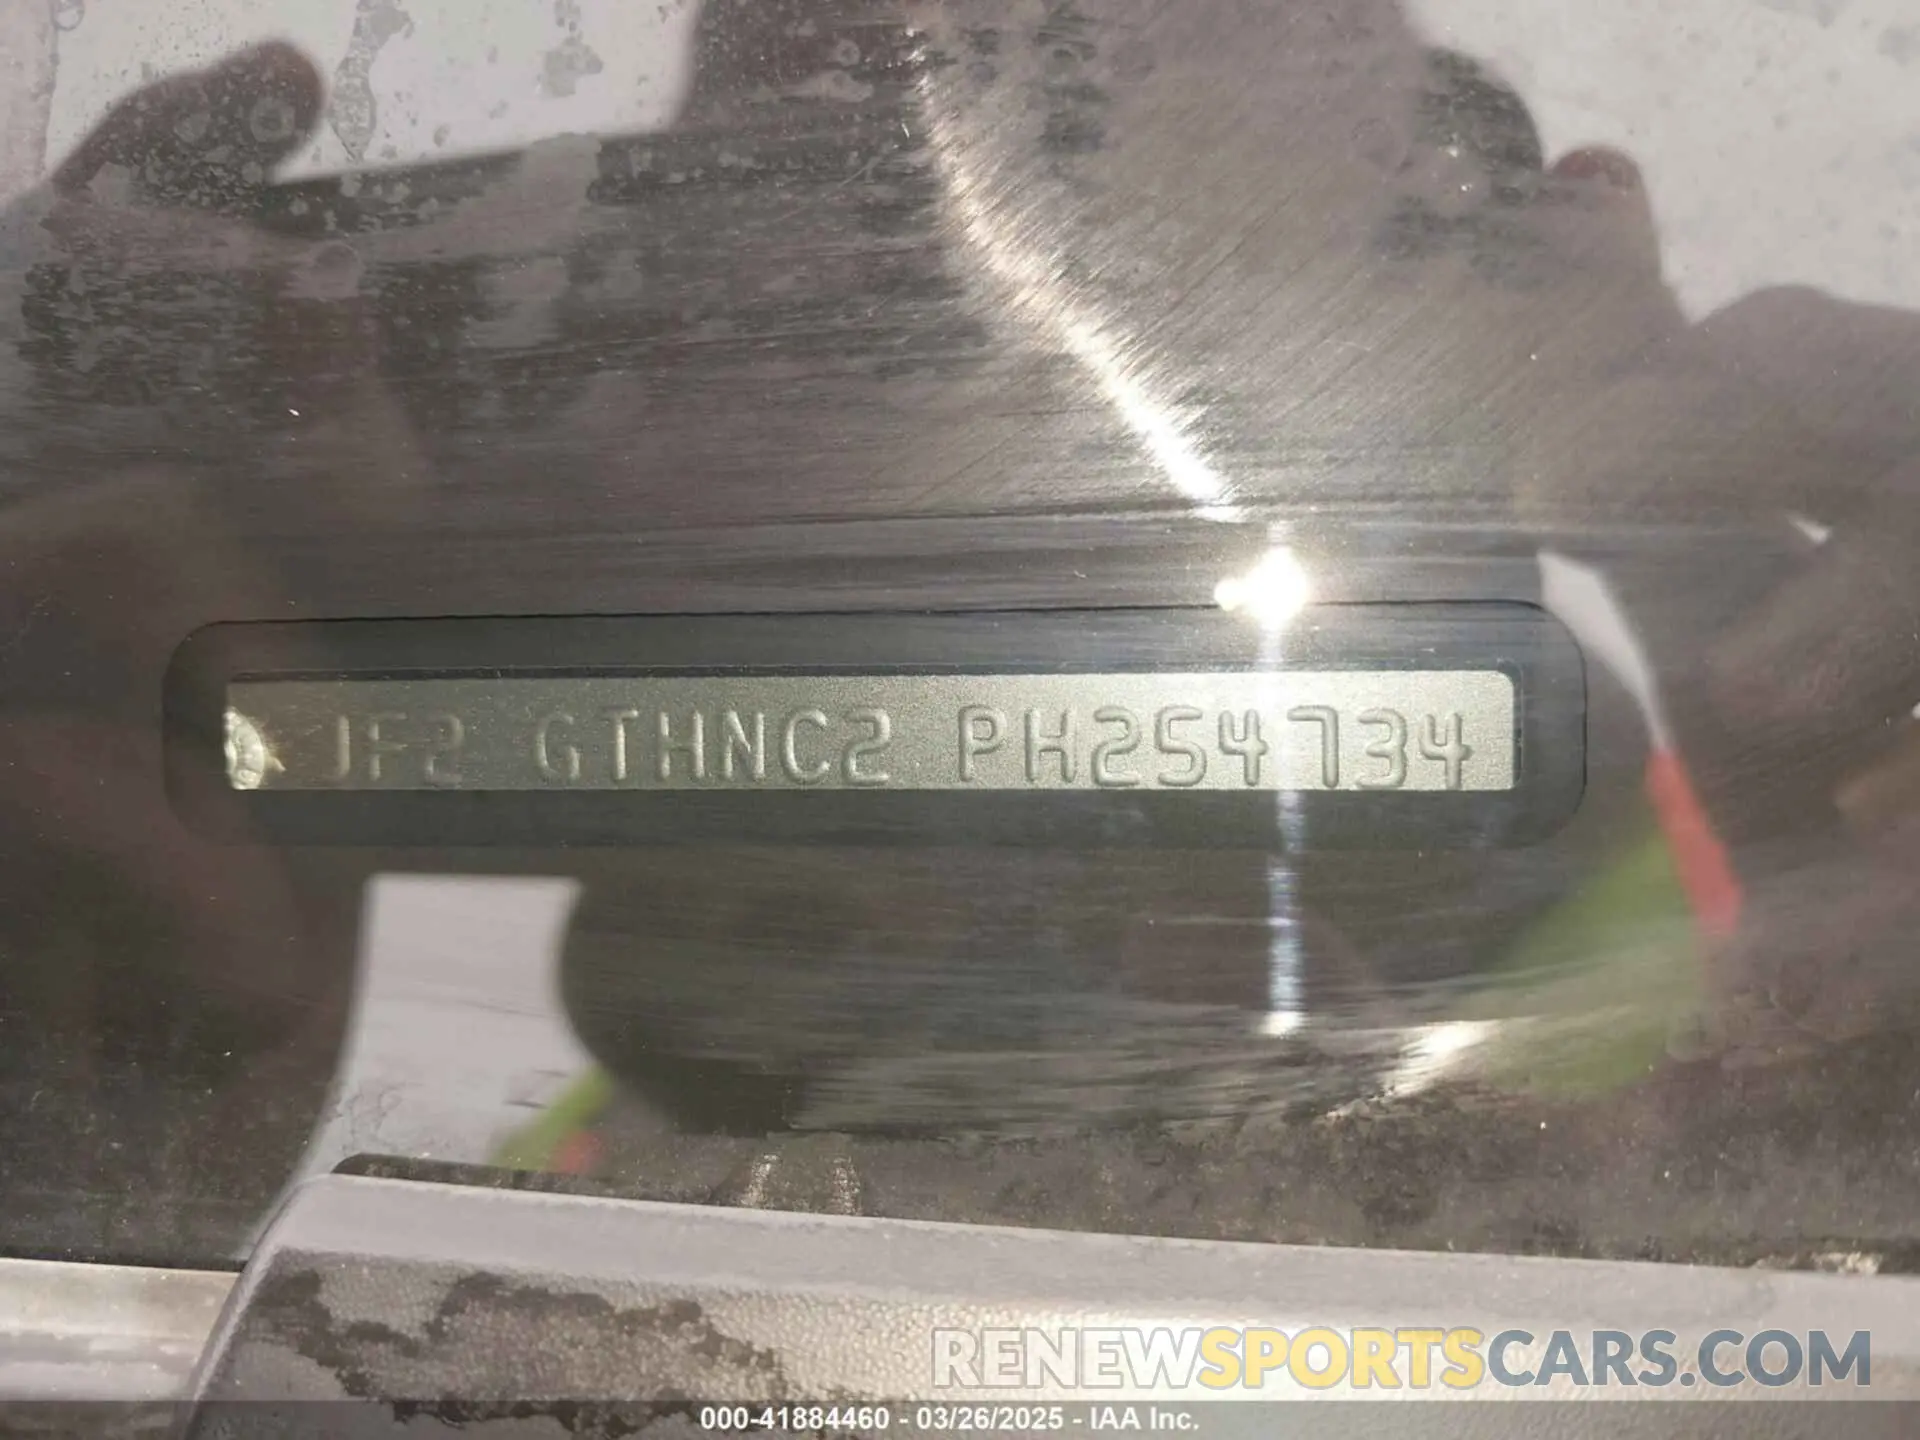 JF2 GTHNC2 PH254734
RENEWSPORTSCARS.COM
000-41884460 - 03/26/2025 - IAA Inc.